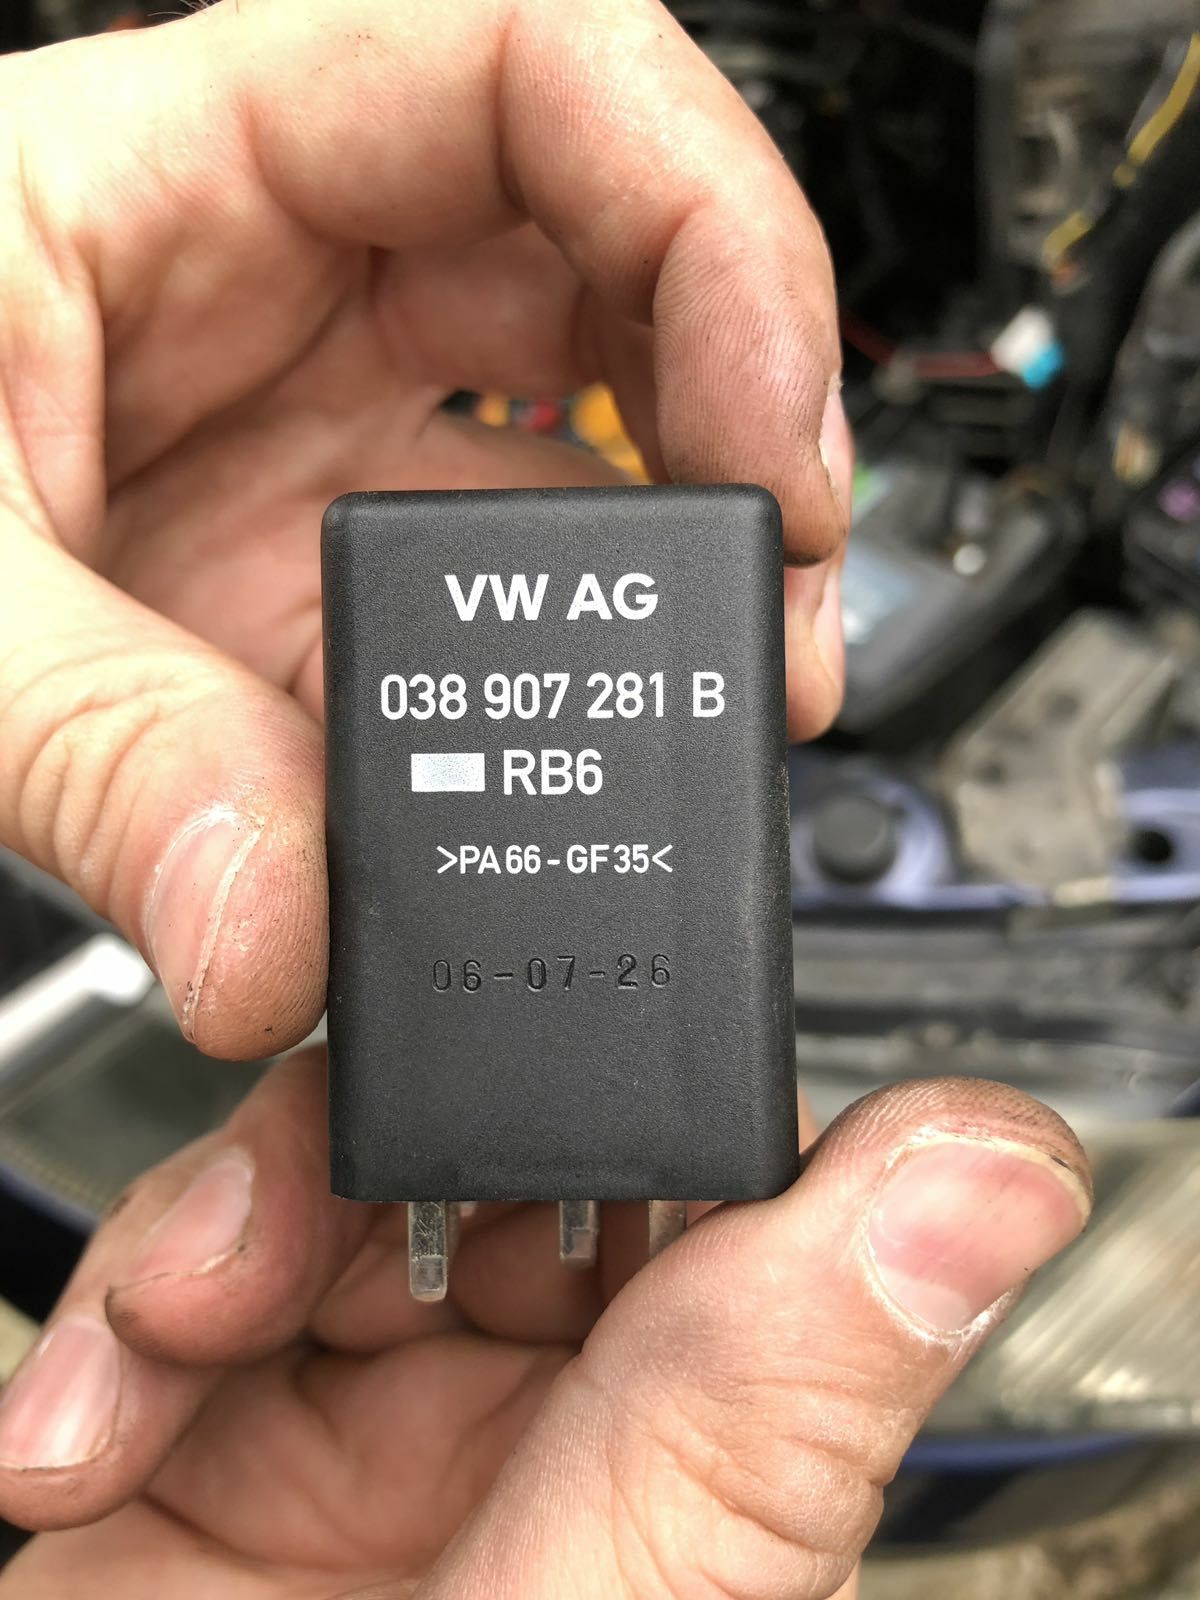 VW AG
038 907 281 B
RB6
>PA66-GF35<
06-07-26